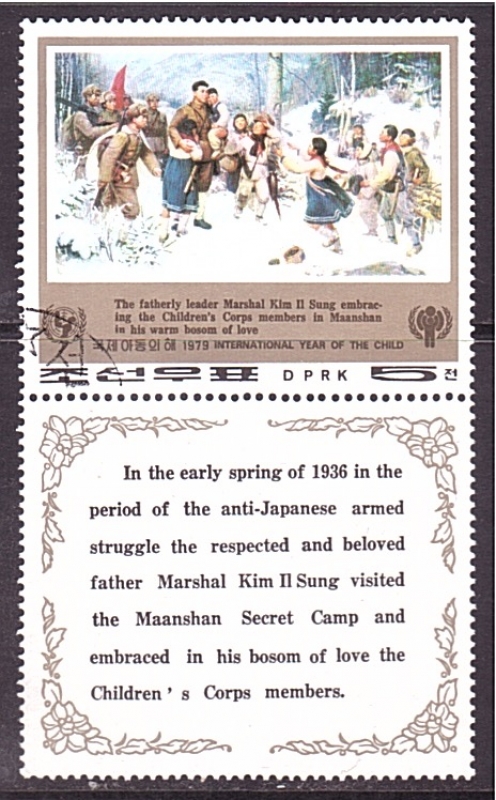 The fatherly leader Marshal Kim Il Sung embrac-
ing the Children's Corps members in Maanshan
in his warm bosom of love
국제아동의해 1979 INTERNATIONAL YEAR OF THE CHILD
조선우표 DPRK 5전
In the early spring of 1936 in the
period of the anti-Japanese armed
struggle the respected and beloved
father Marshal Kim Il Sung visited
the Maanshan Secret Camp and
embraced in his bosom of love the
Children's Corps members.